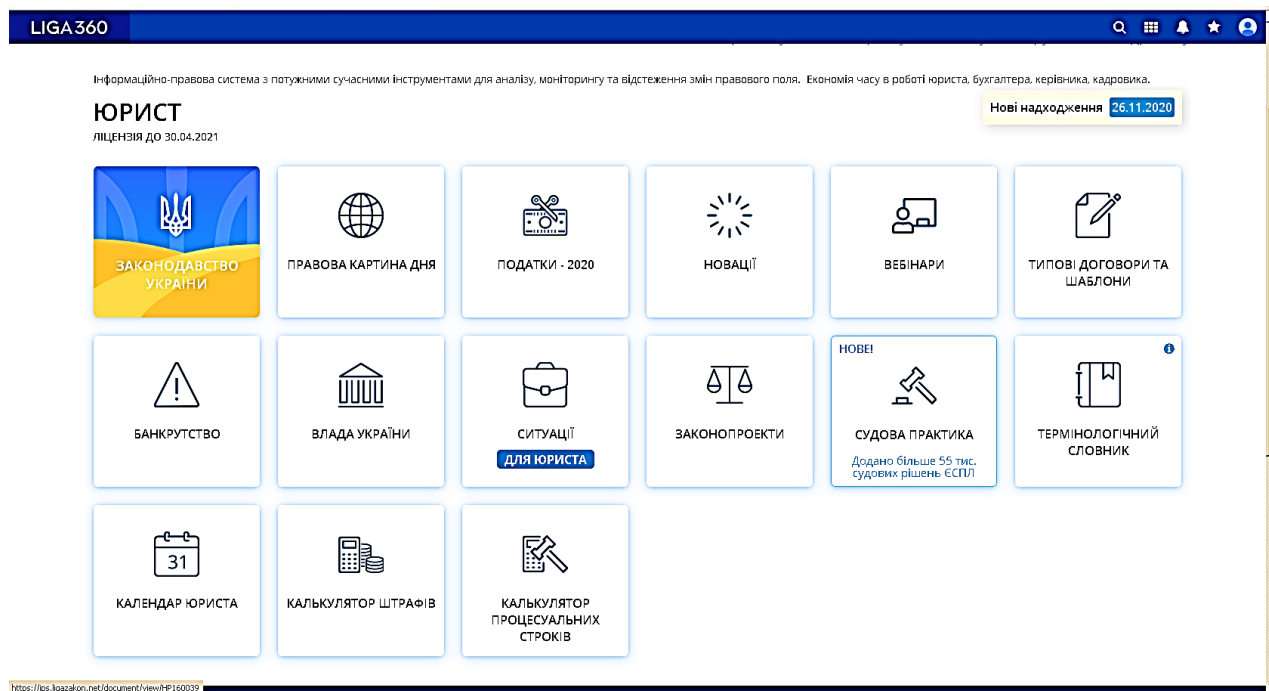 LIGA360
Інформаційно-правова система з потужними сучасними інструментами для аналізу, моніторингу та відстеження змін правового поля. Економія часу в роботі юриста, бухгалтера, керівника, кадровика.
ЮРИСТ
ЛІЦЕНЗІЯ ДО 30.04.2021
Нові надходження 26.11.2020
ЗАКОНОДАВСТВО
УКРАЇНИ
ПРАВОВА КАРТИНА ДНЯ
ПОДАТКИ - 2020
НОВАЦІЇ
ВЕБІНАРИ
ТИПОВІ ДОГОВОРИ ТА
ШАБЛОНИ
БАНКРУТСТВО
ВЛАДА УКРАЇНИ
СИТУАЦІЇ
ДЛЯ ЮРИСТА
ЗАКОНОПРОЕКТИ
НОВЕ!
СУДОВА ПРАКТИКА
Додано більше 55 тис.
судових рішень ЄСПЛ
ТЕРМІНОЛОГІЧНИЙ
СЛОВНИК
31
КАЛЕНДАР ЮРИСТА
КАЛЬКУЛЯТОР ШТРАФІВ
КАЛЬКУЛЯТОР
ПРОЦЕСУАЛЬНИХ
СТРОКІВ
https://ips.ligazakon.net/document/view/HP160039